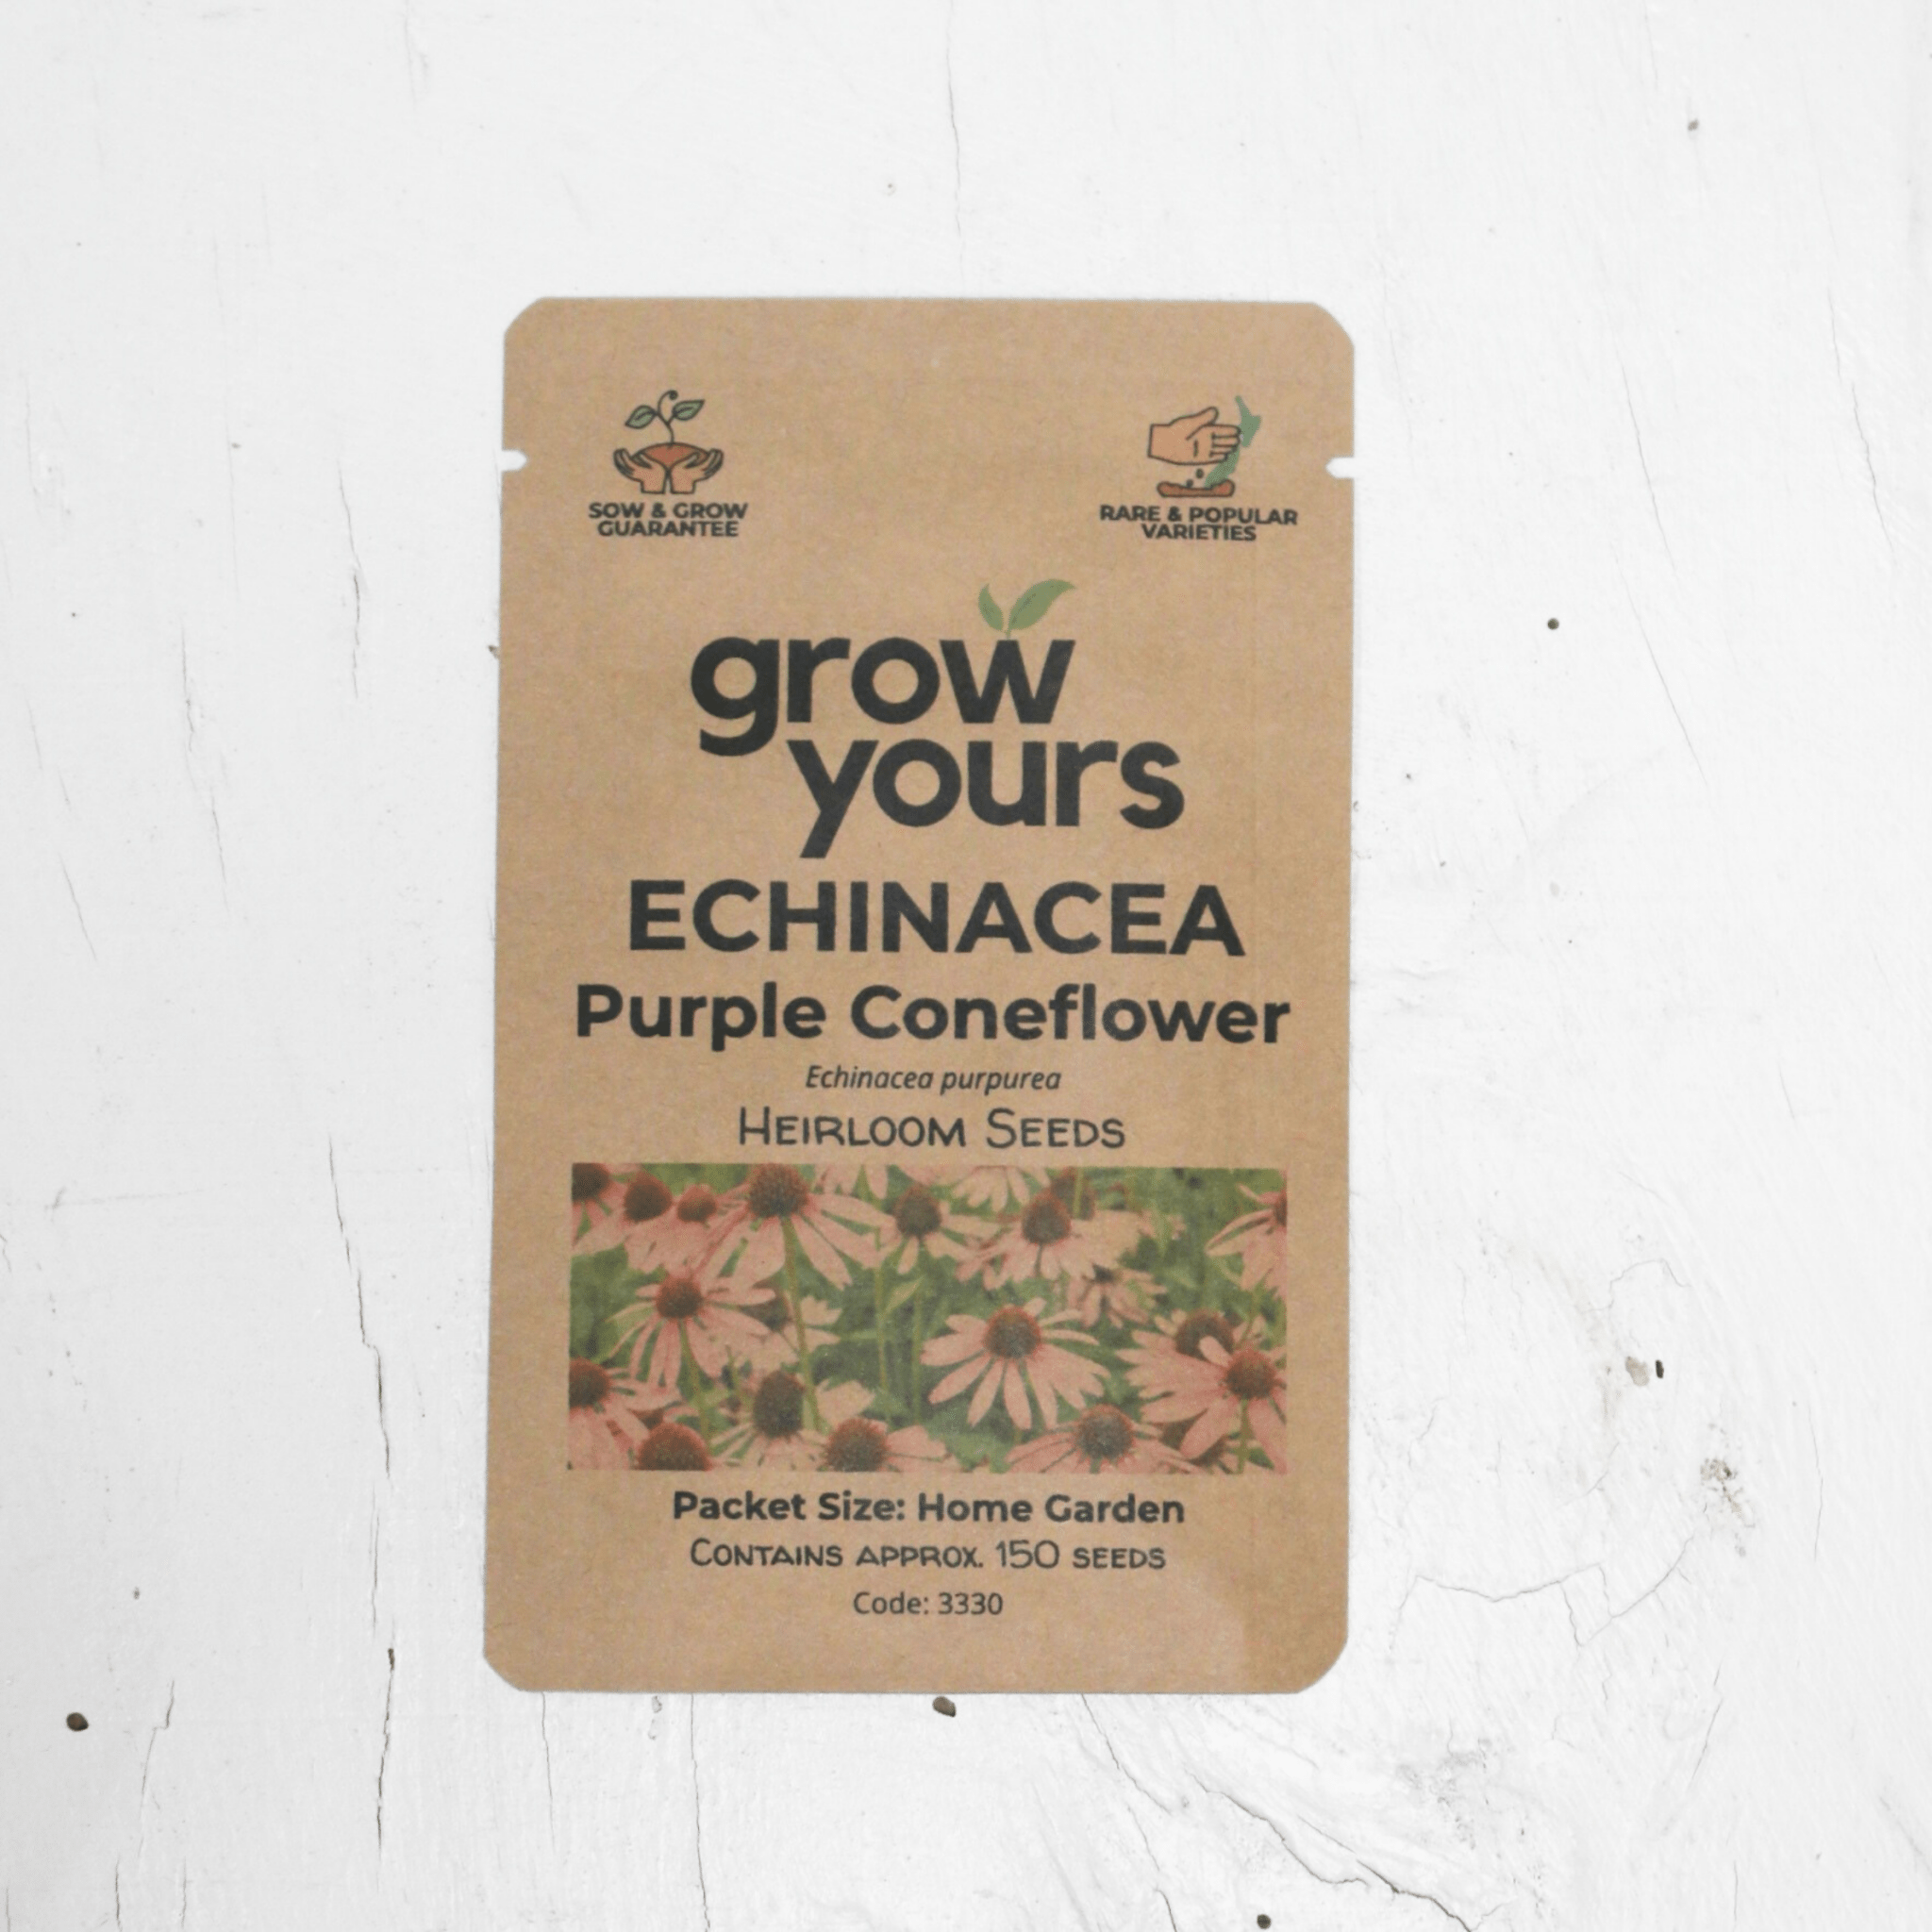 SOW & GROW
GUARANTEE
RARE & POPULAR
VARIETIES
grow
yours
ECHINACEA
Purple Coneflower
Echinacea purpurea
HEIRLOOM SEEDS
Packet Size: Home Garden
CONTAINS APPROX. 150 SEEDS
Code: 3330